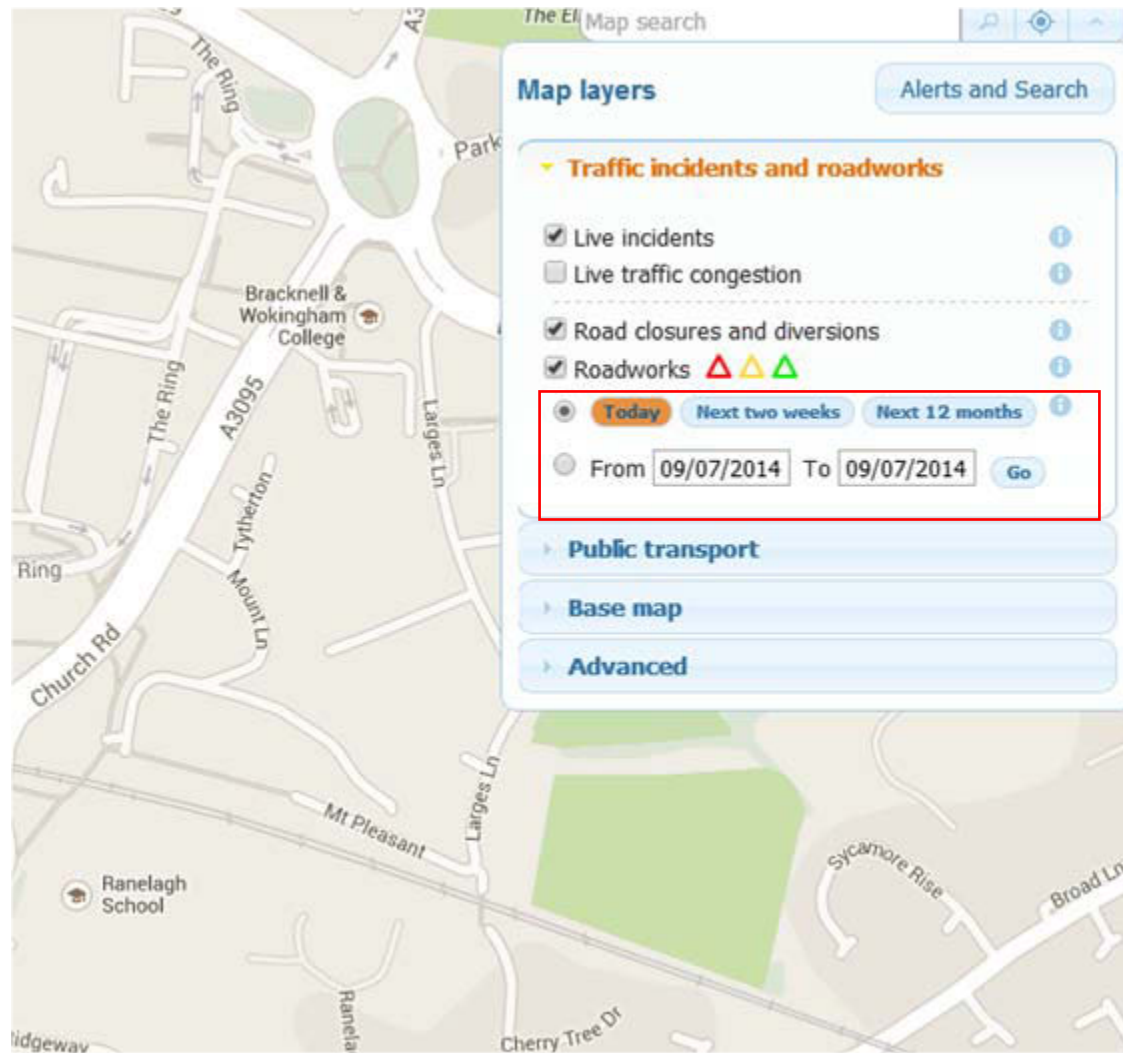 The El
Map search
A3
The Ring
Park
Map layers
Alerts and Search
Traffic incidents and roadworks
Live incidents
Live traffic congestion
Road closures and diversions
Roadworks
Today Next two weeks Next 12 months
From 09/07/2014 To 09/07/2014 Go
Public transport
Base map
Advanced
Bracknell &
Wokingham
College
The Ring
A3095
Larges Ln
Tytherton
Ring
Mount Ln
Church Rd
Larges Ln
Mt Pleasant
Ranelagh
School
Sycamore Rise
Broad Ln
Ranela
Cherry Tree Dr
idgeway